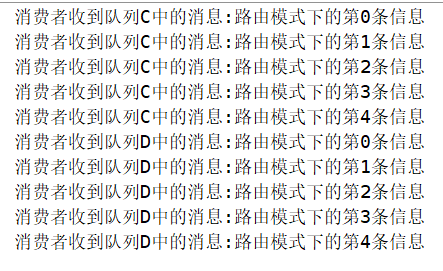 消费者收到队列C中的消息:路由模式下的第0条信息
消费者收到队列C中的消息:路由模式下的第1条信息
消费者收到队列C中的消息:路由模式下的第2条信息
消费者收到队列C中的消息:路由模式下的第3条信息
消费者收到队列C中的消息:路由模式下的第4条信息
消费者收到队列D中的消息:路由模式下的第0条信息
消费者收到队列D中的消息:路由模式下的第1条信息
消费者收到队列D中的消息:路由模式下的第2条信息
消费者收到队列D中的消息:路由模式下的第3条信息
消费者收到队列D中的消息:路由模式下的第4条信息